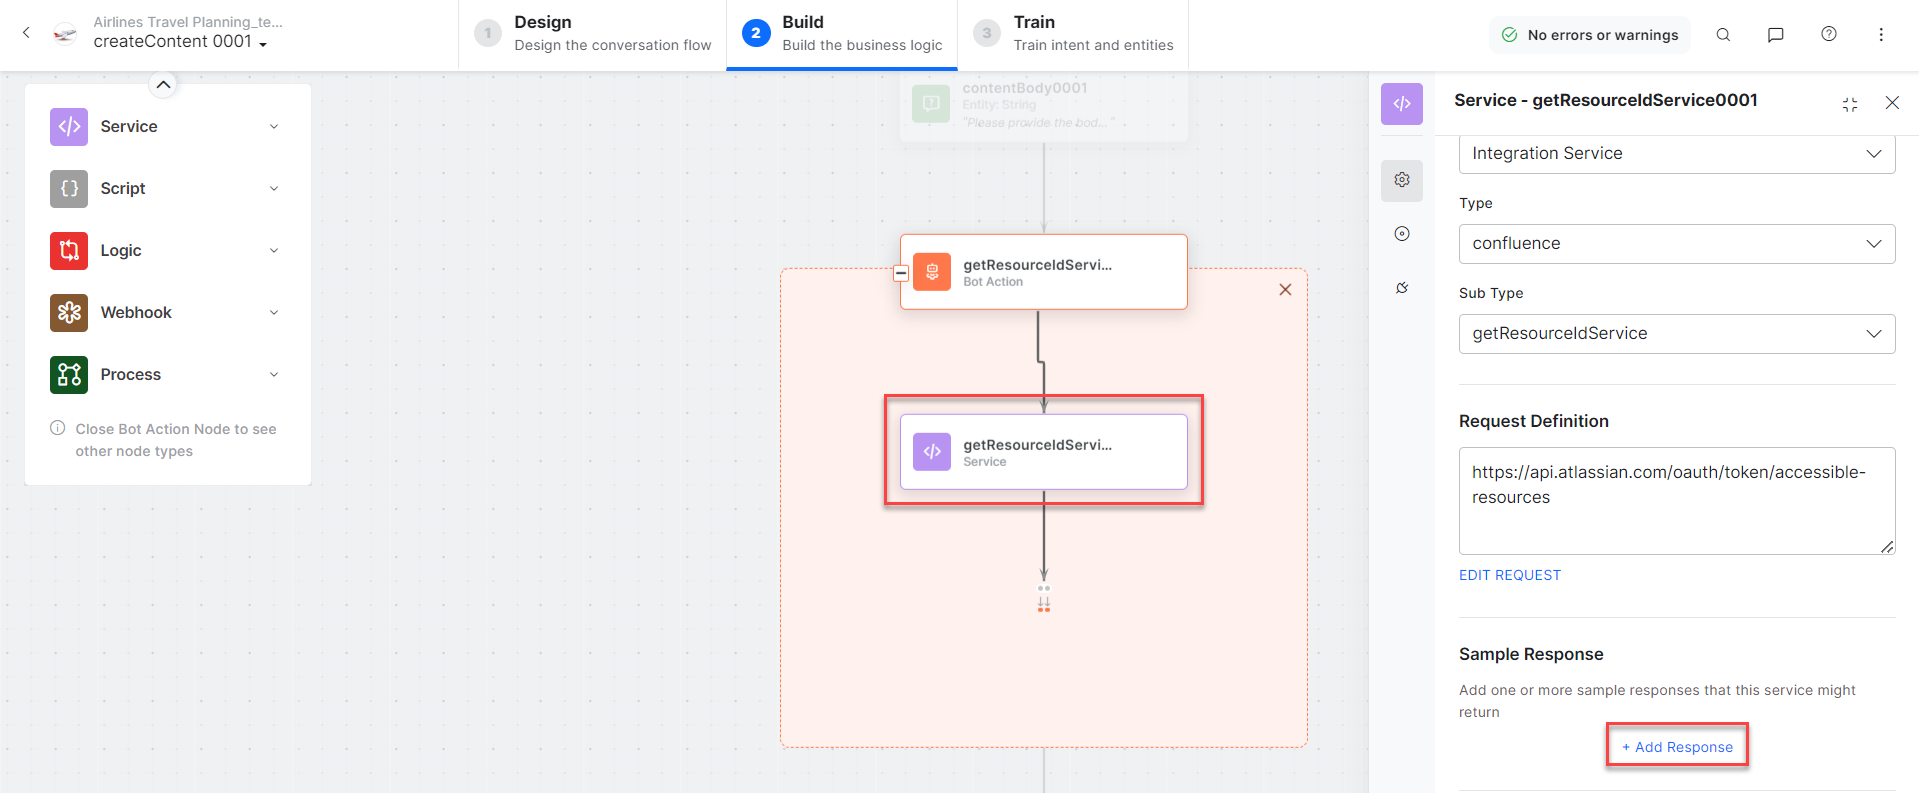 Airlines Travel Planning_te...
createContent 0001
1
Design
Design the conversation flow
2
Build
Build the business logic
3
Train
Train intent and entities
No errors or warnings
Service
Script
Logic
Webhook
Process
Close Bot Action Node to see
other node types
contentBody0001
Entity: String
"Please provide the bod... "
getResourceIdServi...
Bot Action
getResourceIdServi...
Service
Service - getResourceIdService0001
Integration Service
Type
confluence
Sub Type
getResourceIdService
Request Definition
https://api.atlassian.com/oauth/token/accessible-
resources
EDIT REQUEST
Sample Response
Add one or more sample responses that this service might
return
+ Add Response